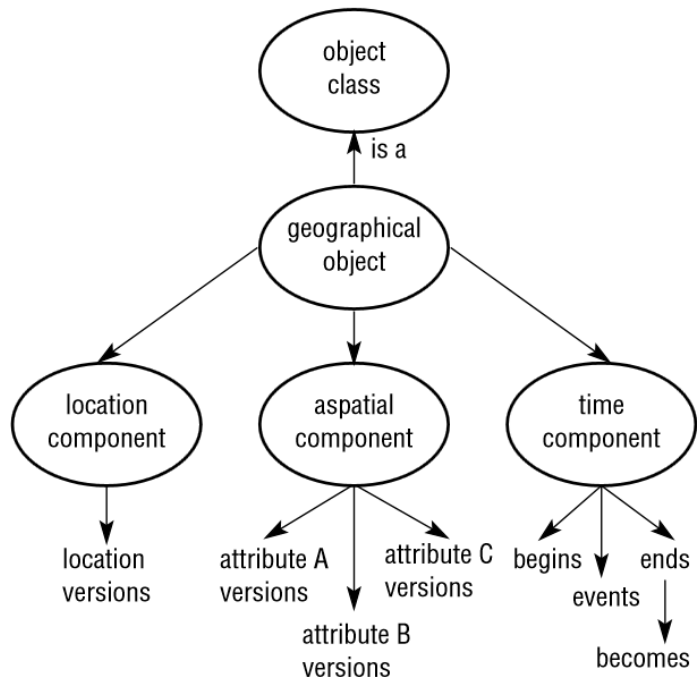 object
class
is a
geographical
object
location
component
aspatial
component
time
component
location
versions
attribute A
versions
attribute B
versions
attribute C
versions
begins
events
ends
becomes